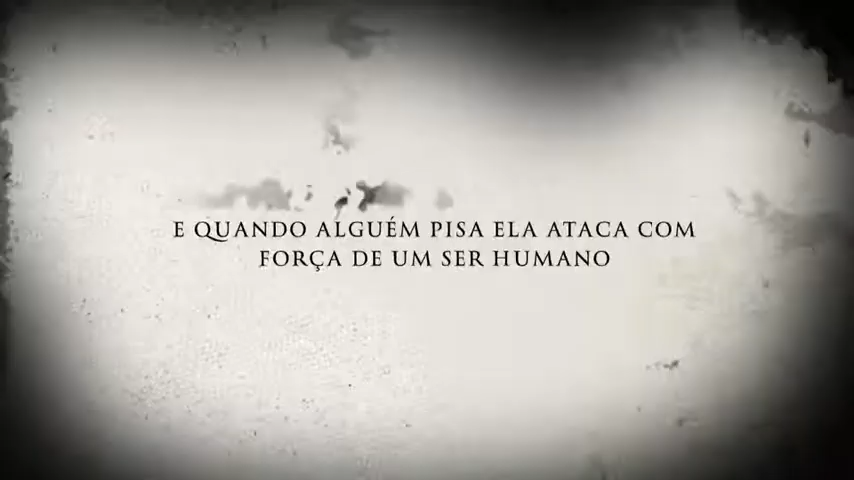 E QUANDO ALGUÉM PISA ELA ATACA COM
FORÇA DE UM SER HUMANO